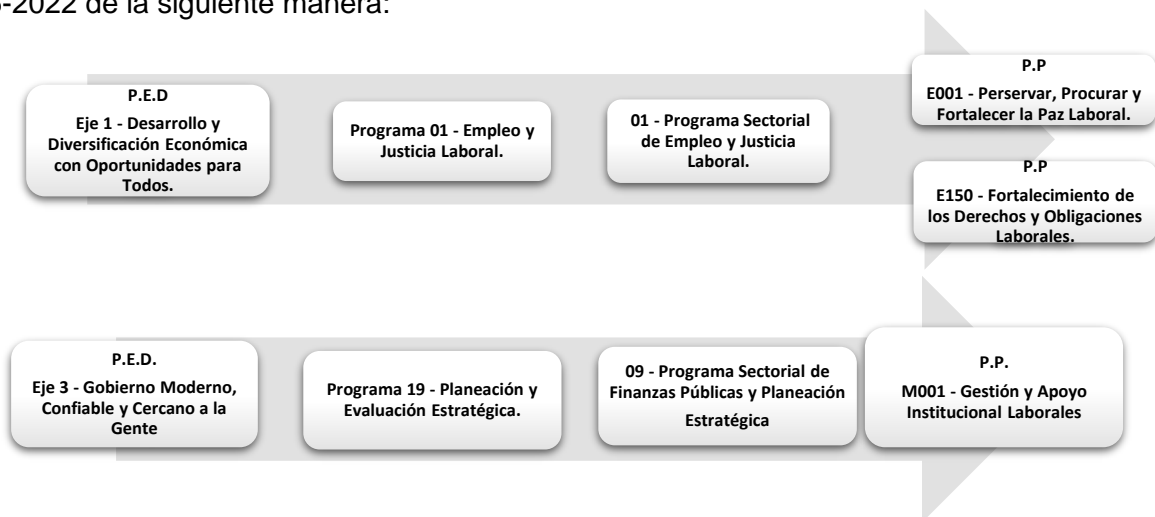 -2022 de la siguiente manera:
P.E.D
Eje 1 - Desarrollo y
Diversificación Económica
con Oportunidades para
Todos.
Programa 01 - Empleo y
Justicia Laboral.
01 - Programa Sectorial
de Empleo y Justicia
Laboral.
P.P
E001 - Perservar, Procurar y
Fortalecer la Paz Laboral.
P.P
E150 - Fortalecimiento de
los Derechos y Obligaciones
Laborales.
P.E.D.
Eje 3 - Gobierno Moderno,
Confiable y Cercano a la
Gente
Programa 19 - Planeación y
Evaluación Estratégica.
09 - Programa Sectorial de
Finanzas Públicas y Planeación
Estratégica
P.P.
M001 - Gestión y Apoyo
Institucional Laborales